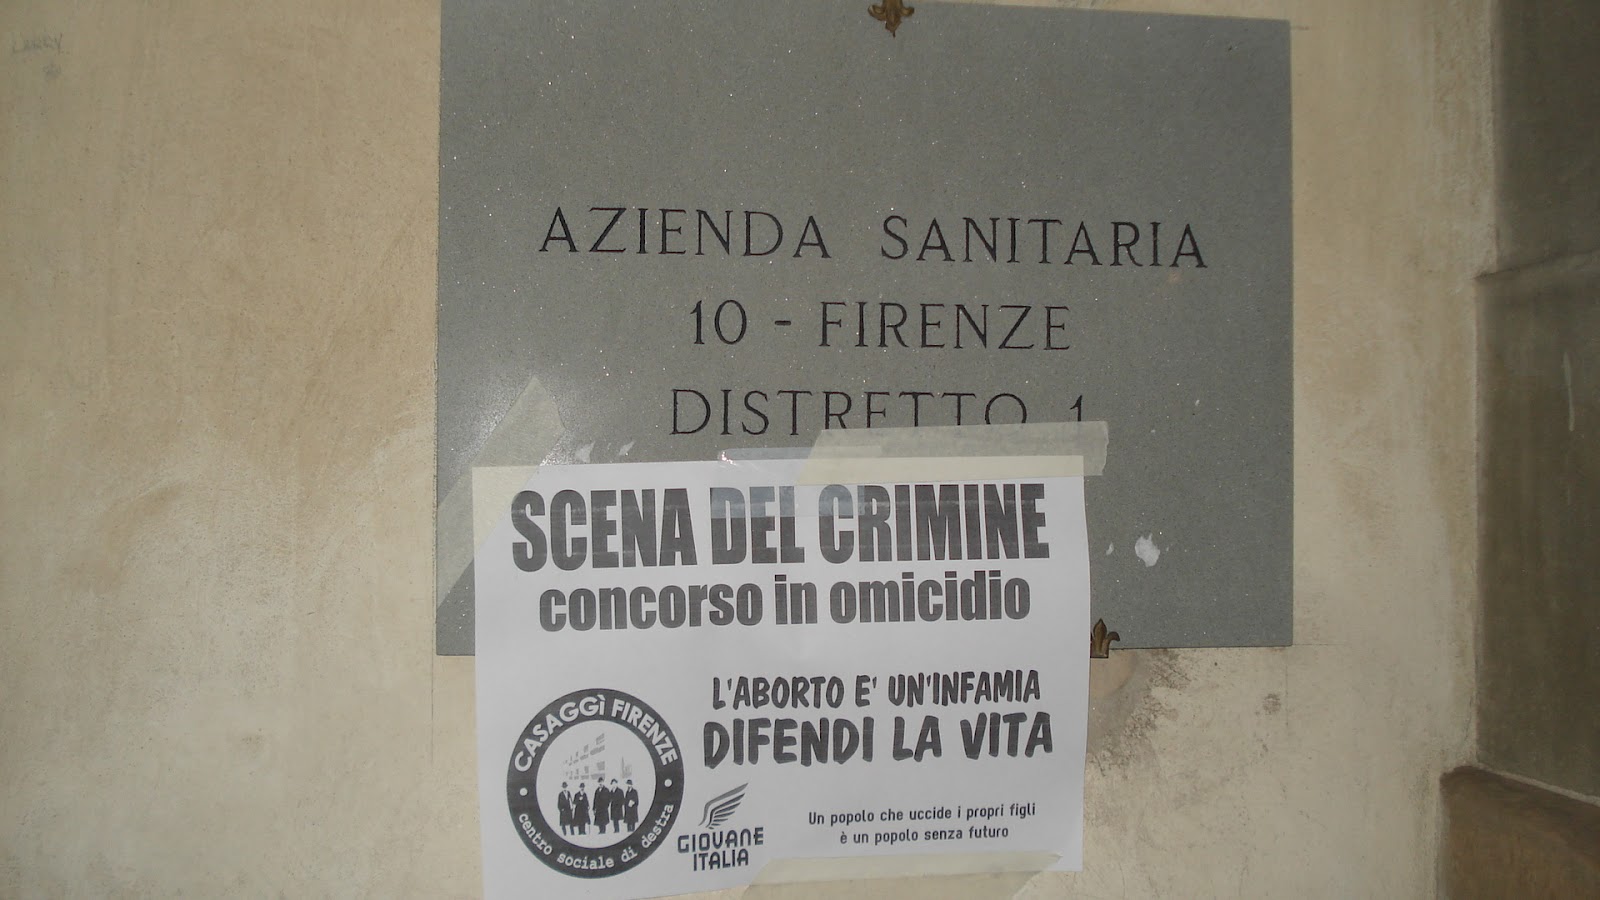 AZIENDA SANITARIA
10 - FIRENZE
DISTRETTO 1
SCENA DEL CRIMINE
concorso in omicidio
L'ABORTO E' UN'INFAMIA
DIFENDI LA VITA
CASAGGÌ FIRENZE
centro sociale di destra
GIOVANE
ITALIA
Un popolo che uccide i propri figli
è un popolo senza futuro